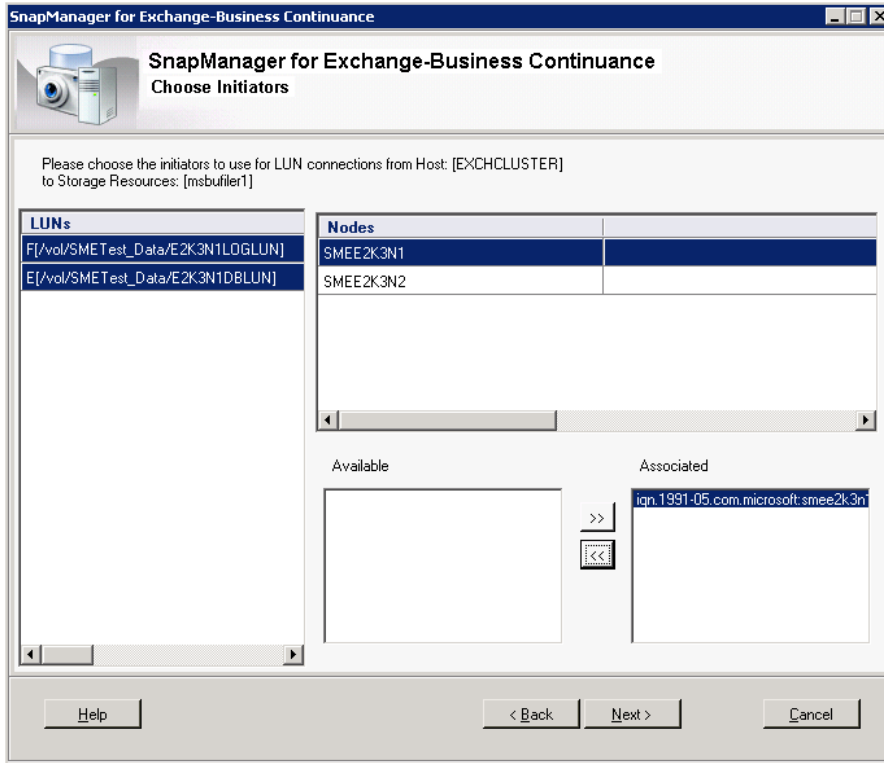 SnapManager for Exchange-Business Continuance
SnapManager for Exchange-Business Continuance
Choose Initiators
Please choose the initiators to use for LUN connections from Host: [EXCHCLUSTER]
to Storage Resources: [msbufiler1]
LUNs
F[/vol/SMETest_Data/E2K3N1LOGLUN]
E[/vol/SMETest_Data/E2K3N1DBLUN]
Nodes
SMEE2K3N1
SMEE2K3N2
Available
Associated
iqn.1991-05.com.microsoft:smee2k3n1
>>
<<
Help
< Back
Next >
Cancel